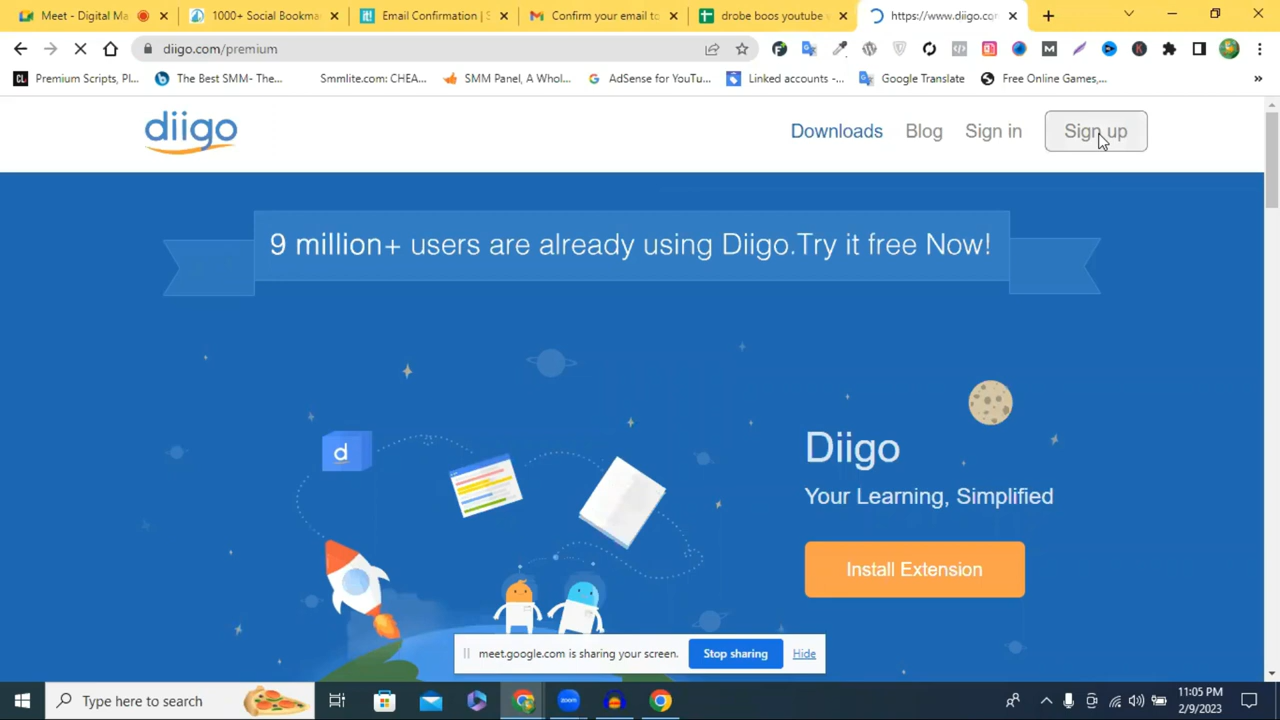 Meet - Digital Ma
1000+ Social Bookma
Email Confirmation | S
Confirm your email to
drobe boos youtube
https://www.diigo.co
diigo.com/premium
Premium Scripts, Pl...
The Best SMM- The...
Smmlite.com: CHEA...
SMM Panel, A Whol...
AdSense for YouTu...
Linked accounts -...
Google Translate
Free Online Games,...
diigo
Downloads Blog Sign in Sign up
9 million+ users are already using Diigo.Try it free Now!
d
Diigo
Your Learning, Simplified
Install Extension
meet.google.com is sharing your screen. Stop sharing Hide
Type here to search
zoom
11:05 PM
2/9/2023